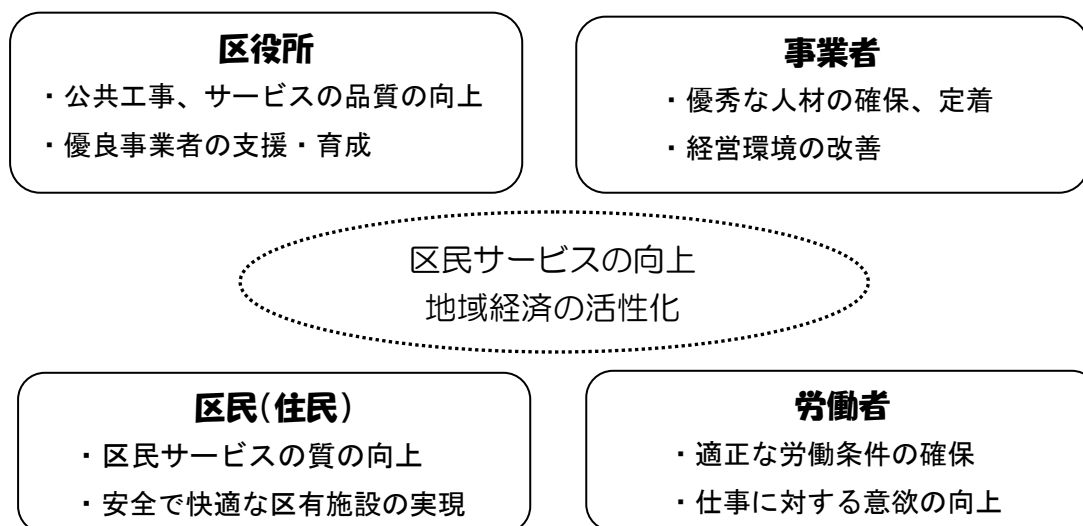 区役所
・公共工事、サービスの品質の向上
・優良事業者の支援・育成
事業者
・優秀な人材の確保、定着
・経営環境の改善
区民サービスの向上
地域経済の活性化
区民(住民)
・区民サービスの質の向上
・安全で快適な区有施設の実現
労働者
・適正な労働条件の確保
・仕事に対する意欲の向上